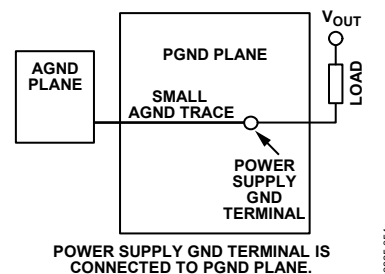 AGND
PLANE
PGND PLANE
SMALL
AGND TRACE
VOUT
LOAD
POWER
SUPPLY
GND
TERMINAL
POWER SUPPLY GND TERMINAL IS
CONNECTED TO PGND PLANE.